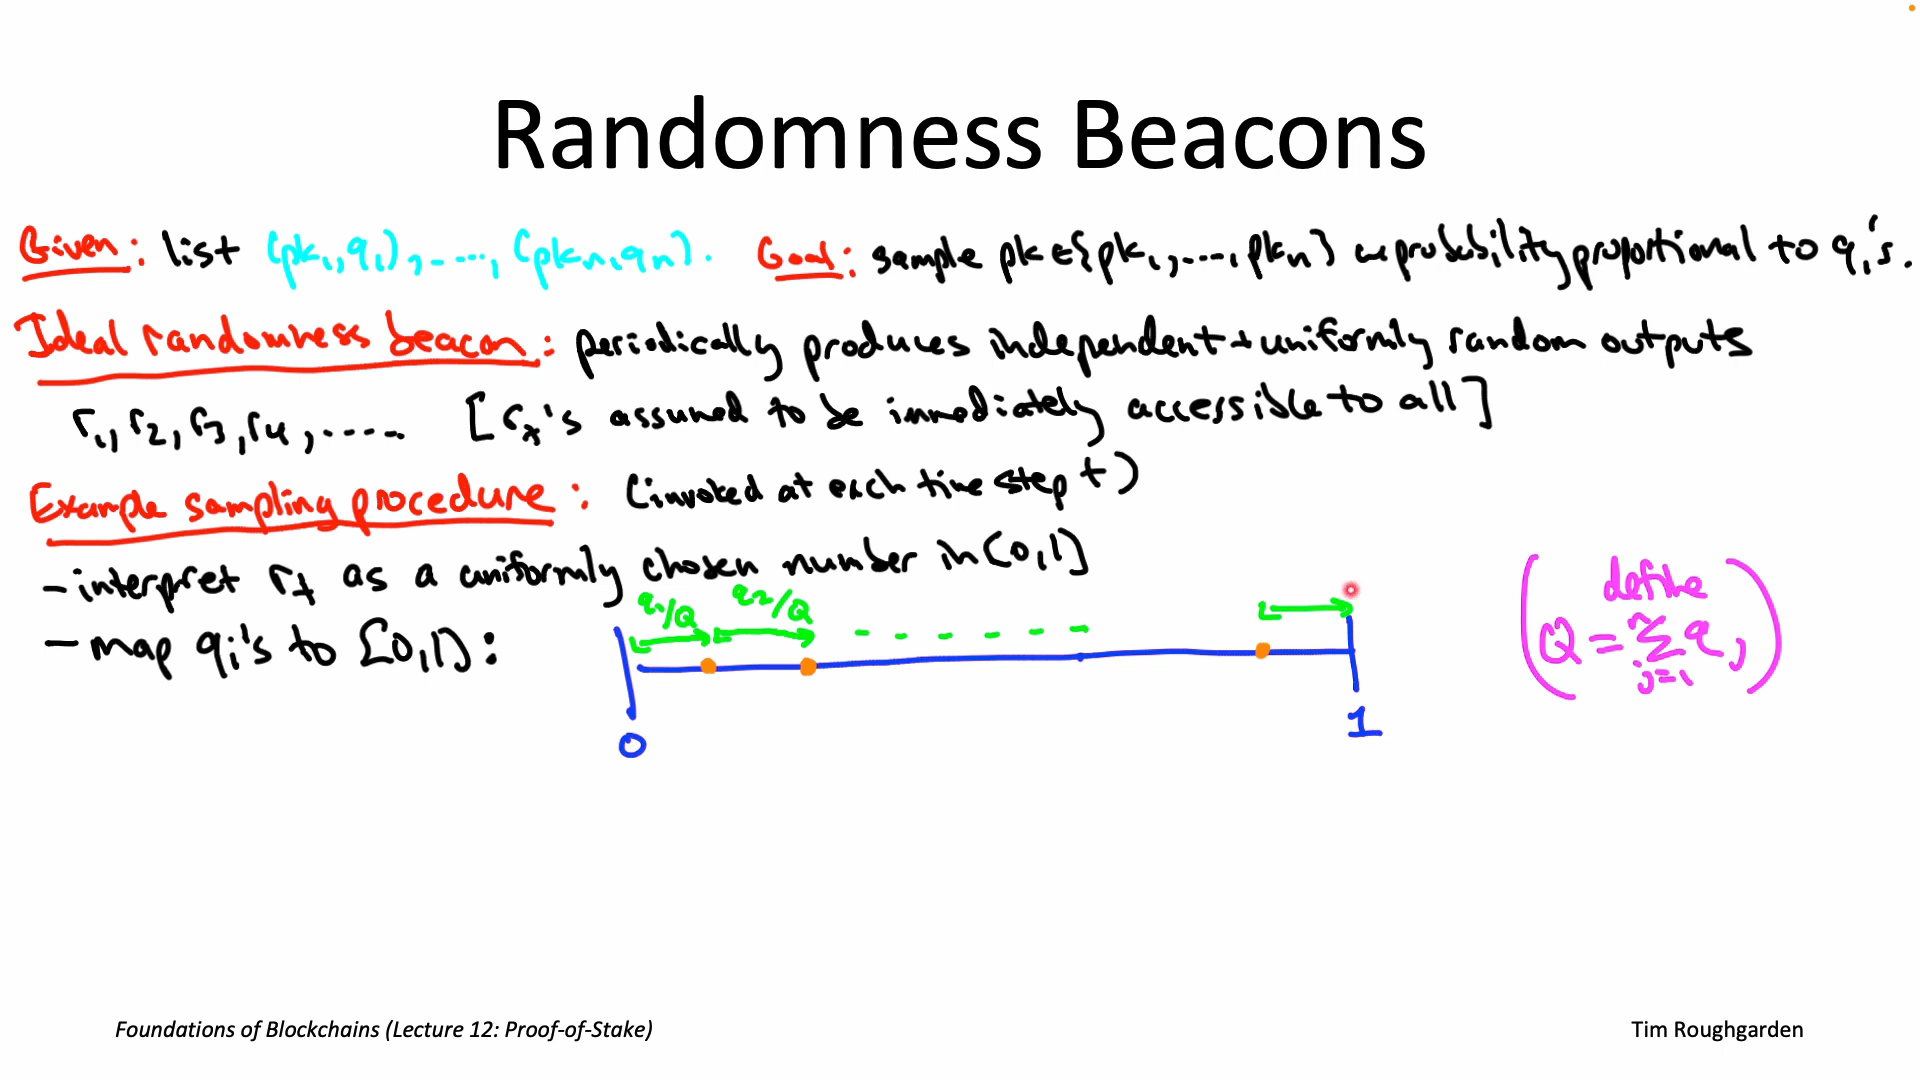 Randomness Beacons
Given: list (pk₁,q₁),....,(pkn,qn). Goal: sample pk∈{pk₁,....,pkn} w/probability proportional to qi's.
Ideal randomness beacon: periodically produces independent + uniformly random outputs
r₁,r₂,r₃,r₄,..... [rt's assumed to be immediately accessible to all]
Example sampling procedure: (invoked at each time step t)
- interpret rt as a uniformly chosen number in [0,1]
- map qi's to [0,1):
q₁/Q q₂/Q
0 1
(define
Q = ∑ⁿj=1 qj)
Foundations of Blockchains (Lecture 12: Proof-of-Stake)
Tim Roughgarden